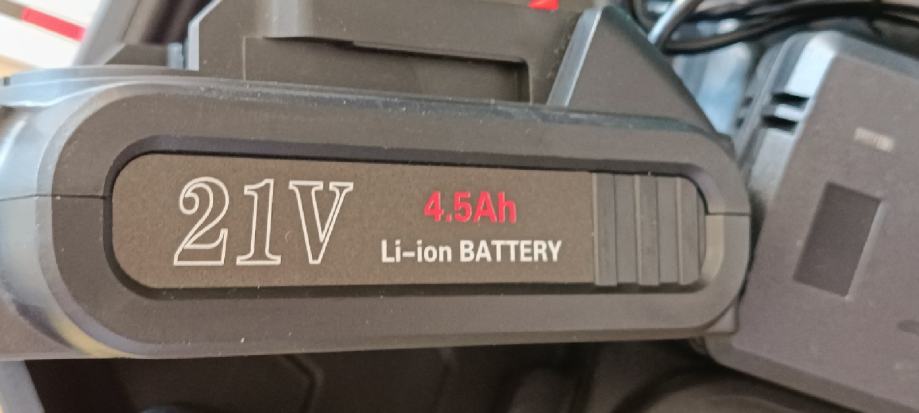 21V
4.5Ah
Li-ion BATTERY